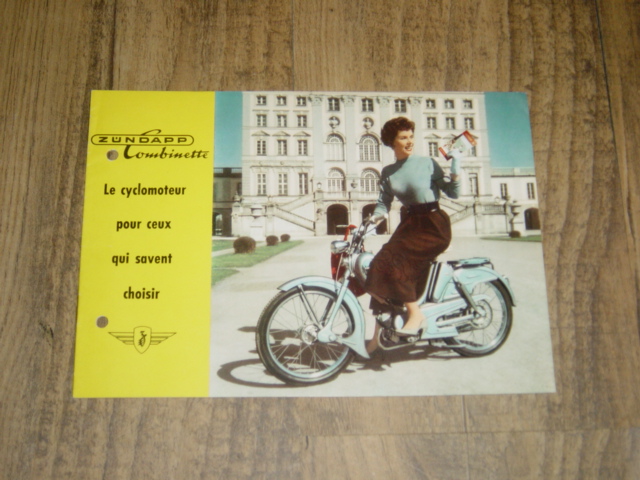 ZÜNDAPP
Combinette
Le cyclomoteur
pour ceux
qui savent
choisir